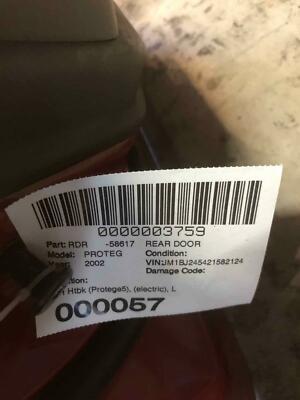 0000003759
Part: RDR -58617 REAR DOOR
Model: PROTEG Condition:
Year: 2002 VIN:JM1BJ245421582124
Damage Code:
Htbk (Protege5), (electric), L
000057